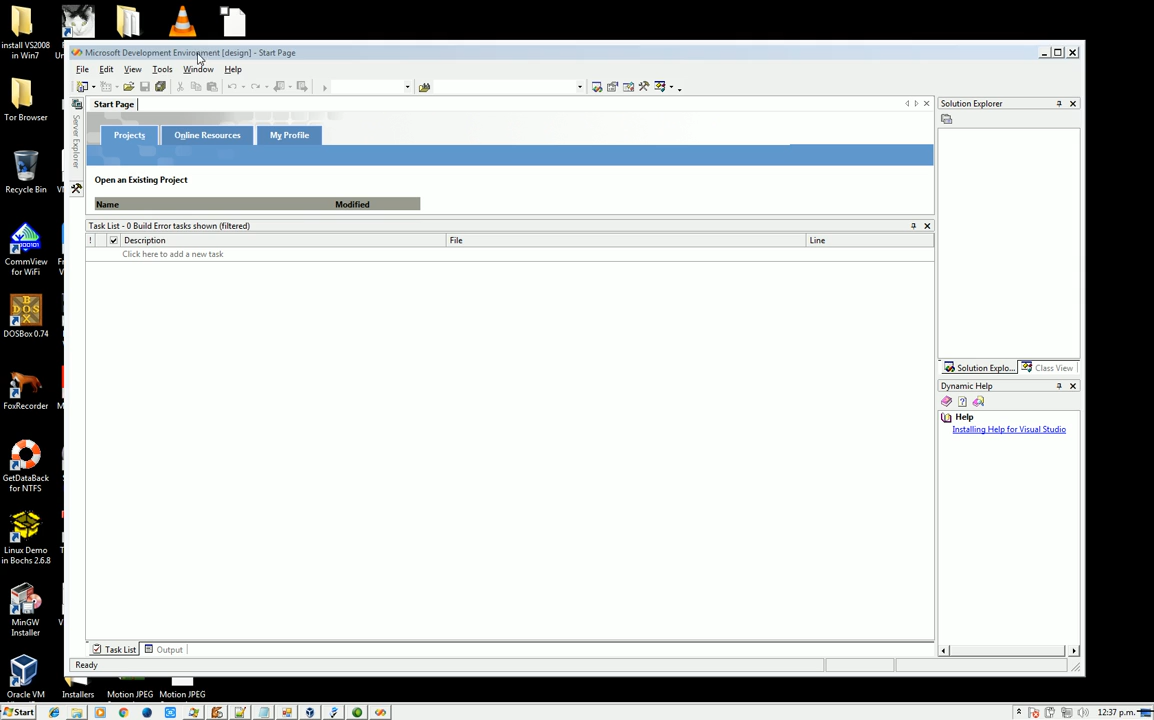 install VS2008
in Win7
Microsoft Development Environment [design] - Start Page
File Edit View Tools Window Help
Start Page
Solution Explorer
Server Explorer
Projects Online Resources My Profile
Open an Existing Project
Name Modified
Task List - 0 Build Error tasks shown (filtered)
! Description File Line
Click here to add a new task
Solution Explo... Class View
Dynamic Help
Help
Installing Help for Visual Studio
Task List Output
Ready
Tor Browser
Recycle Bin
CommView
for WiFi
DOSBox 0.74
FoxRecorder
GetDataBack
for NTFS
Linux Demo
in Bochs 2.6.8
MinGW
Installer
Oracle VM
Installers Motion JPEG Motion JPEG
Start
12:37 p.m.